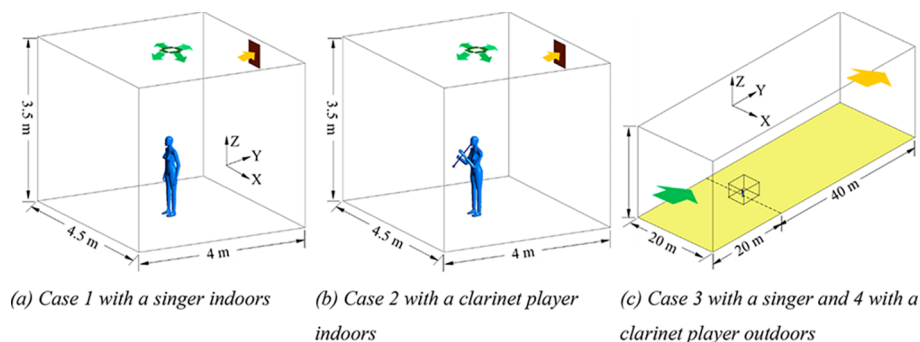 3.5 m
4.5 m
4 m
Z
Y
X
(a) Case 1 with a singer indoors
3.5 m
4.5 m
4 m
(b) Case 2 with a clarinet player
indoors
Z
Y
X
20 m
20 m
40 m
(c) Case 3 with a singer and 4 with a
clarinet player outdoors